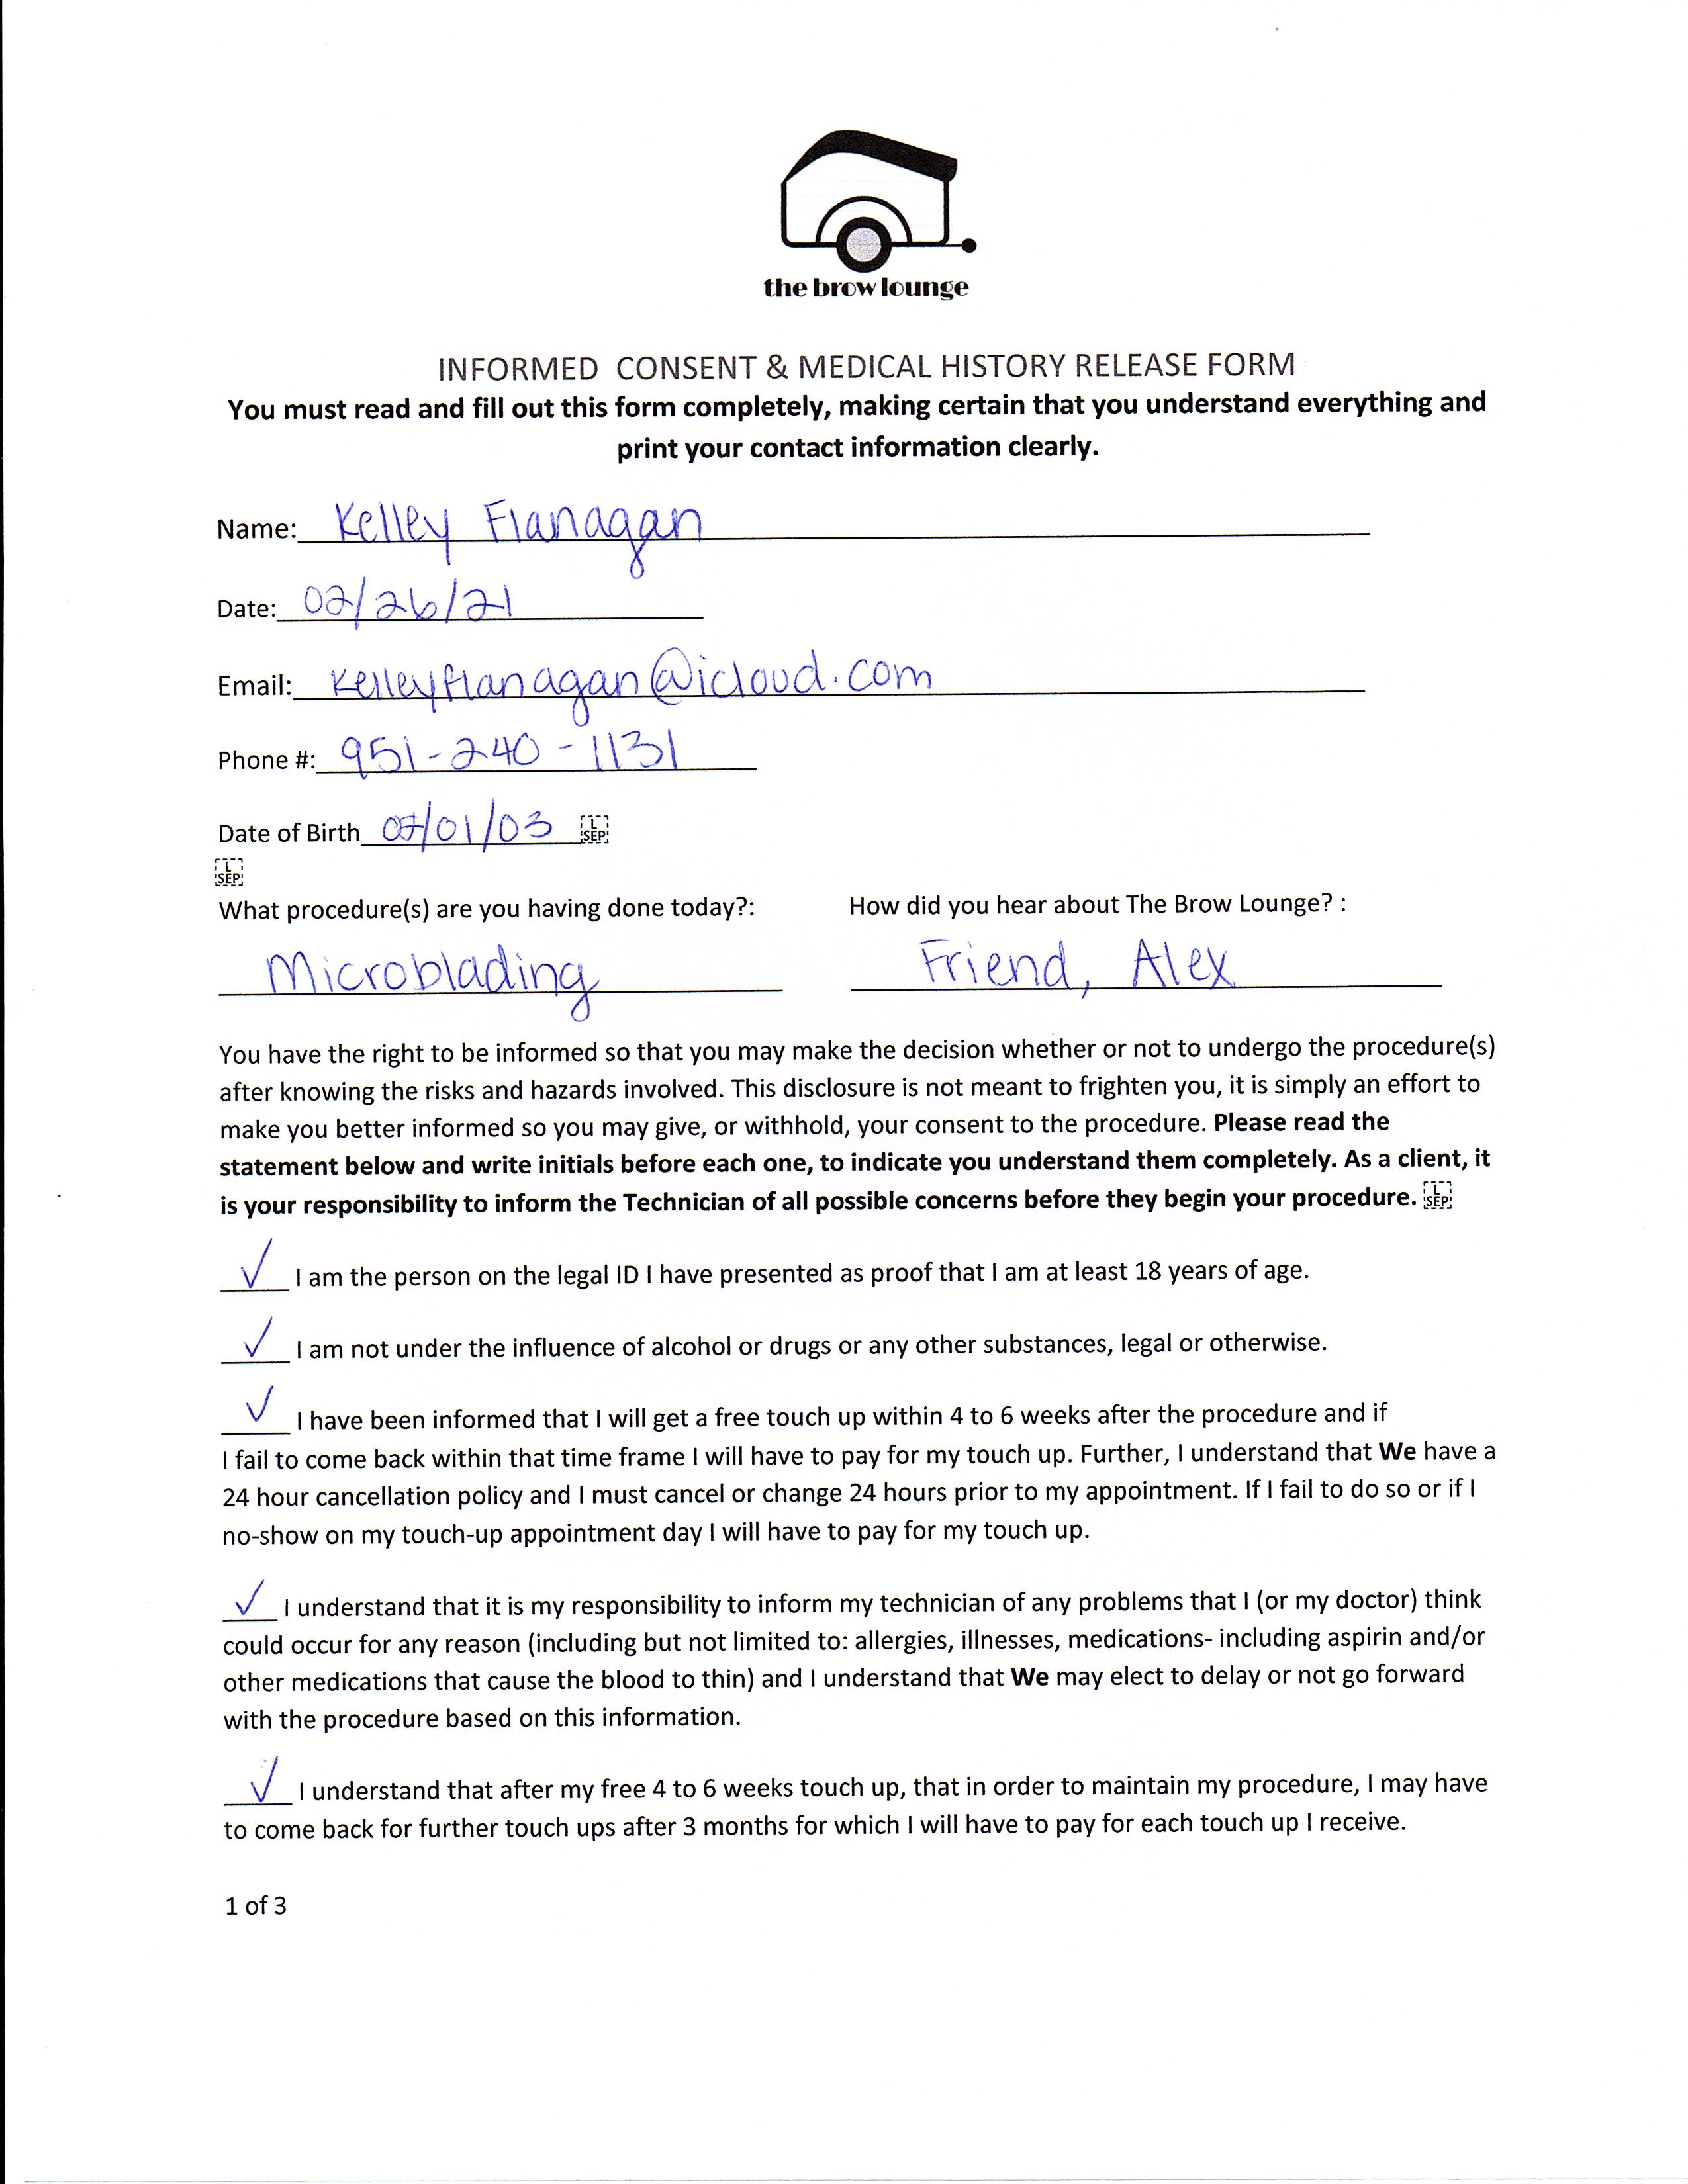 the brow lounge
INFORMED CONSENT & MEDICAL HISTORY RELEASE FORM
You must read and fill out this form completely, making certain that you understand everything and
print your contact information clearly.
Name: Kelley Flanagan
Date: 02/26/21
Email: kelleyflanagan@icloud.com
Phone #: 951-240-1131
Date of Birth /01/03 L SEP
L SEP
What procedure(s) are you having done today?: How did you hear about The Brow Lounge? :
Microblading Friend, Alex
You have the right to be informed so that you may make the decision whether or not to undergo the procedure(s)
after knowing the risks and hazards involved. This disclosure is not meant to frighten you, it is simply an effort to
make you better informed so you may give, or withhold, your consent to the procedure. Please read the
statement below and write initials before each one, to indicate you understand them completely. As a client, it
is your responsibility to inform the Technician of all possible concerns before they begin your procedure. L SEP
✓ I am the person on the legal ID I have presented as proof that I am at least 18 years of age.
✓ I am not under the influence of alcohol or drugs or any other substances, legal or otherwise.
✓ I have been informed that I will get a free touch up within 4 to 6 weeks after the procedure and if
I fail to come back within that time frame I will have to pay for my touch up. Further, I understand that We have a
24 hour cancellation policy and I must cancel or change 24 hours prior to my appointment. If I fail to do so or if I
no-show on my touch-up appointment day I will have to pay for my touch up.
✓ I understand that it is my responsibility to inform my technician of any problems that I (or my doctor) think
could occur for any reason (including but not limited to: allergies, illnesses, medications- including aspirin and/or
other medications that cause the blood to thin) and I understand that We may elect to delay or not go forward
with the procedure based on this information.
✓ I understand that after my free 4 to 6 weeks touch up, that in order to maintain my procedure, I may have
to come back for further touch ups after 3 months for which I will have to pay for each touch up I receive.
1 of 3